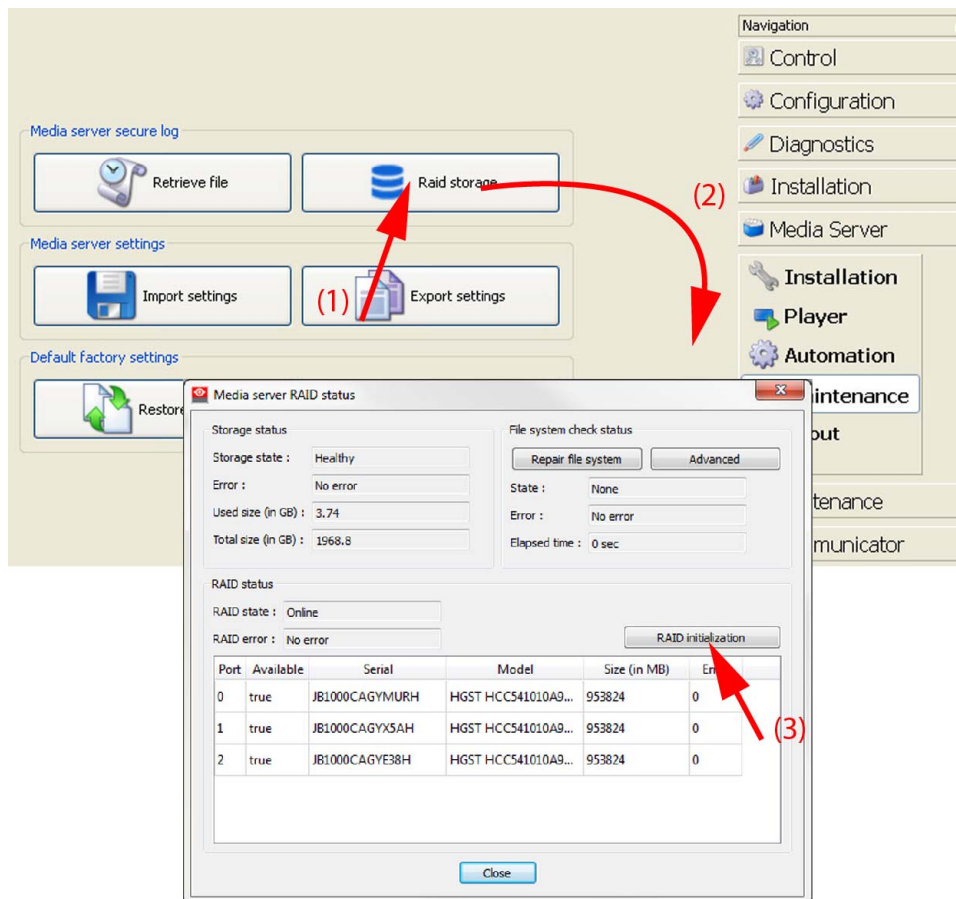 Navigation
Control
Configuration
Diagnostics
Installation
Media Server
Installation
Player
Automation
intenance
out
tenance
municator
Media server secure log
Retrieve file
Raid storage
(1)
(2)
Media server settings
Import settings
Export settings
Default factory settings
Restore
Media server RAID status
Storage status
Storage state : Healthy
Error : No error
Used size (in GB) : 3.74
Total size (in GB) : 1968.8
File system check status
Repair file system Advanced
State : None
Error : No error
Elapsed time : 0 sec
RAID status
RAID state : Online
RAID error : No error
RAID initialization
(3)
Port Available Serial Model Size (in MB)
0 true JB1000CAGYMURH HGST HCC541010A9... 953824 0
1 true JB1000CAGYX5AH HGST HCC541010A9... 953824 0
2 true JB1000CAGYE38H HGST HCC541010A9... 953824 0
Close